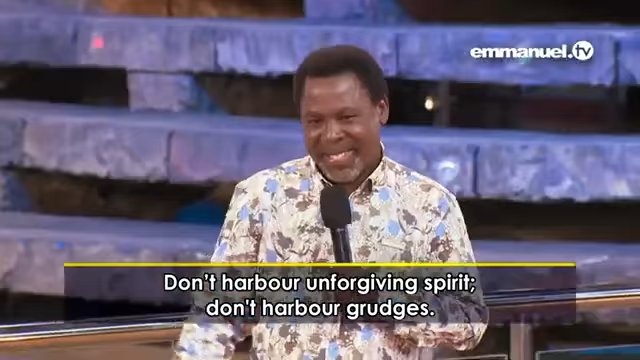 emmanuel.tv
Don't harbour unforgiving spirit;
don't harbour grudges.